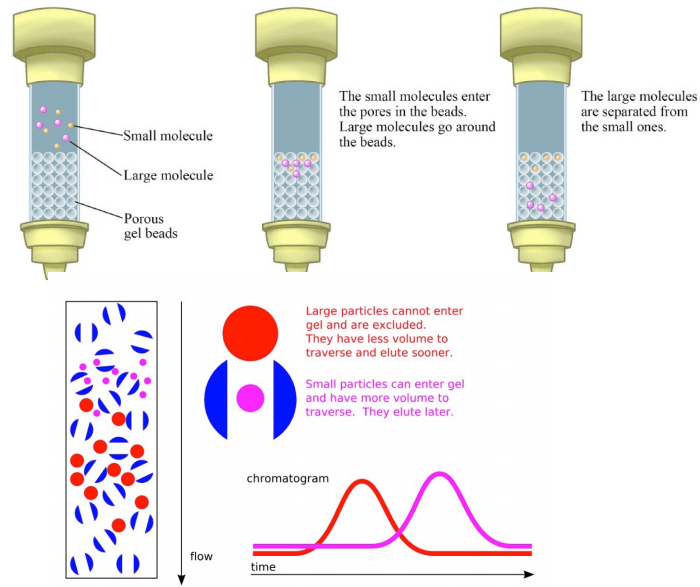 Small molecule
Large molecule
Porous
gel beads
The small molecules enter
the pores in the beads.
Large molecules go around
the beads.
The large molecules
are separated from
the small ones.
Large particles cannot enter
gel and are excluded.
They have less volume to
traverse and elute sooner.
Small particles can enter gel
and have more volume to
traverse. They elute later.
chromatogram
flow
time